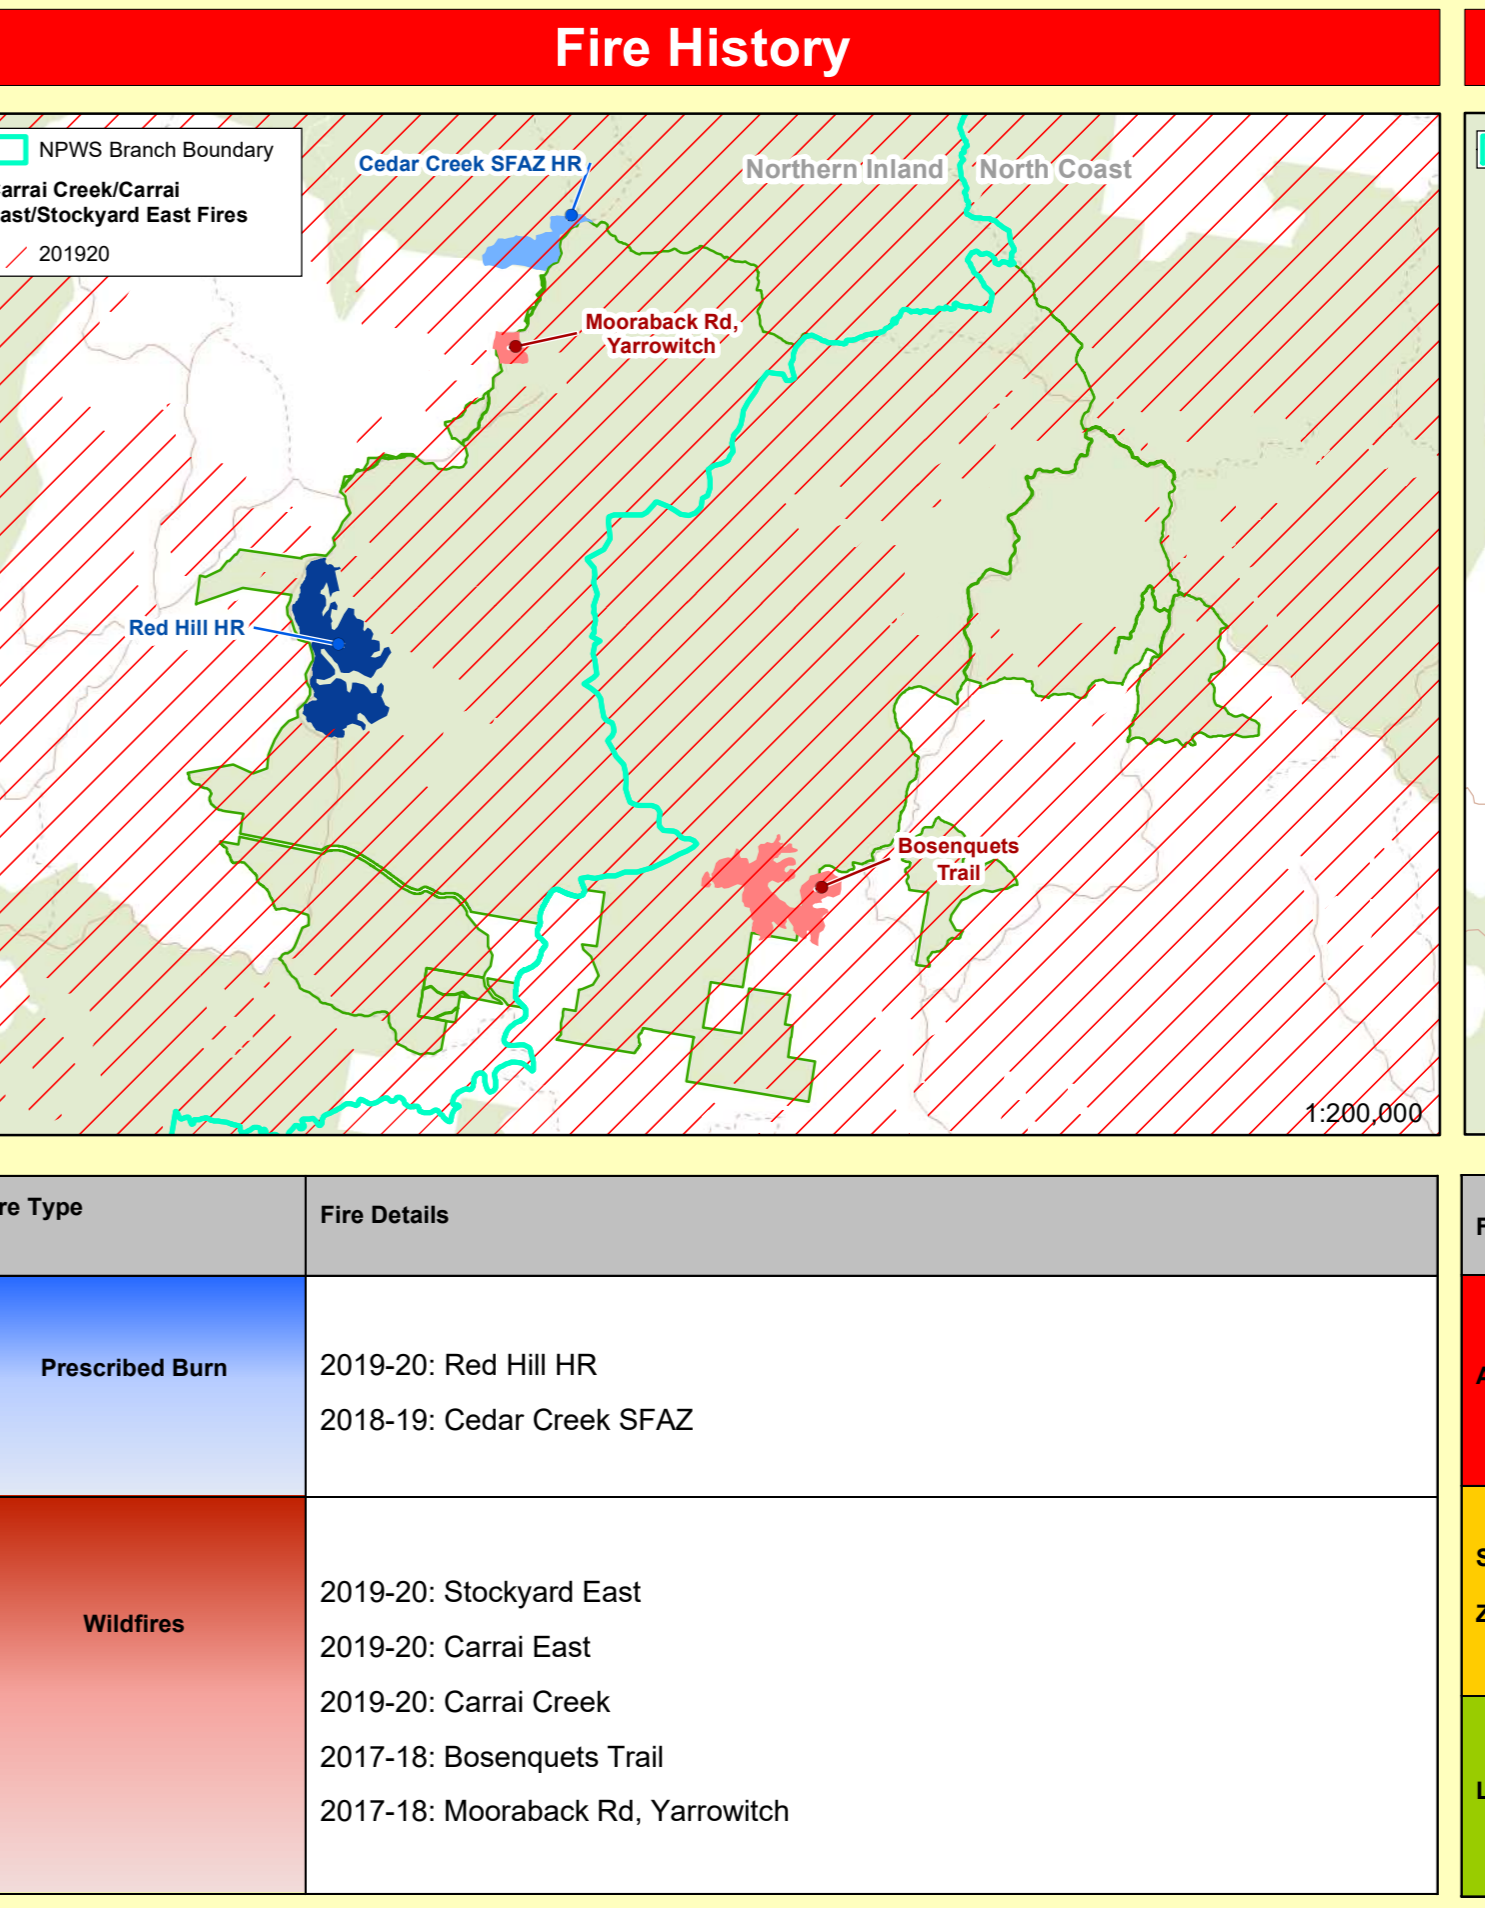 Fire History
NPWS Branch Boundary
arrai Creek/Carrai
ast/Stockyard East Fires
201920
Cedar Creek SFAZ HR
Northern Inland
North Coast
Mooraback Rd,
Yarrowitch
Red Hill HR
Bosenquets
Trail
1:200,000
re Type
Fire Details
Prescribed Burn
2019-20: Red Hill HR
2018-19: Cedar Creek SFAZ
Wildfires
2019-20: Stockyard East
2019-20: Carrai East
2019-20: Carrai Creek
2017-18: Bosenquets Trail
2017-18: Mooraback Rd, Yarrowitch